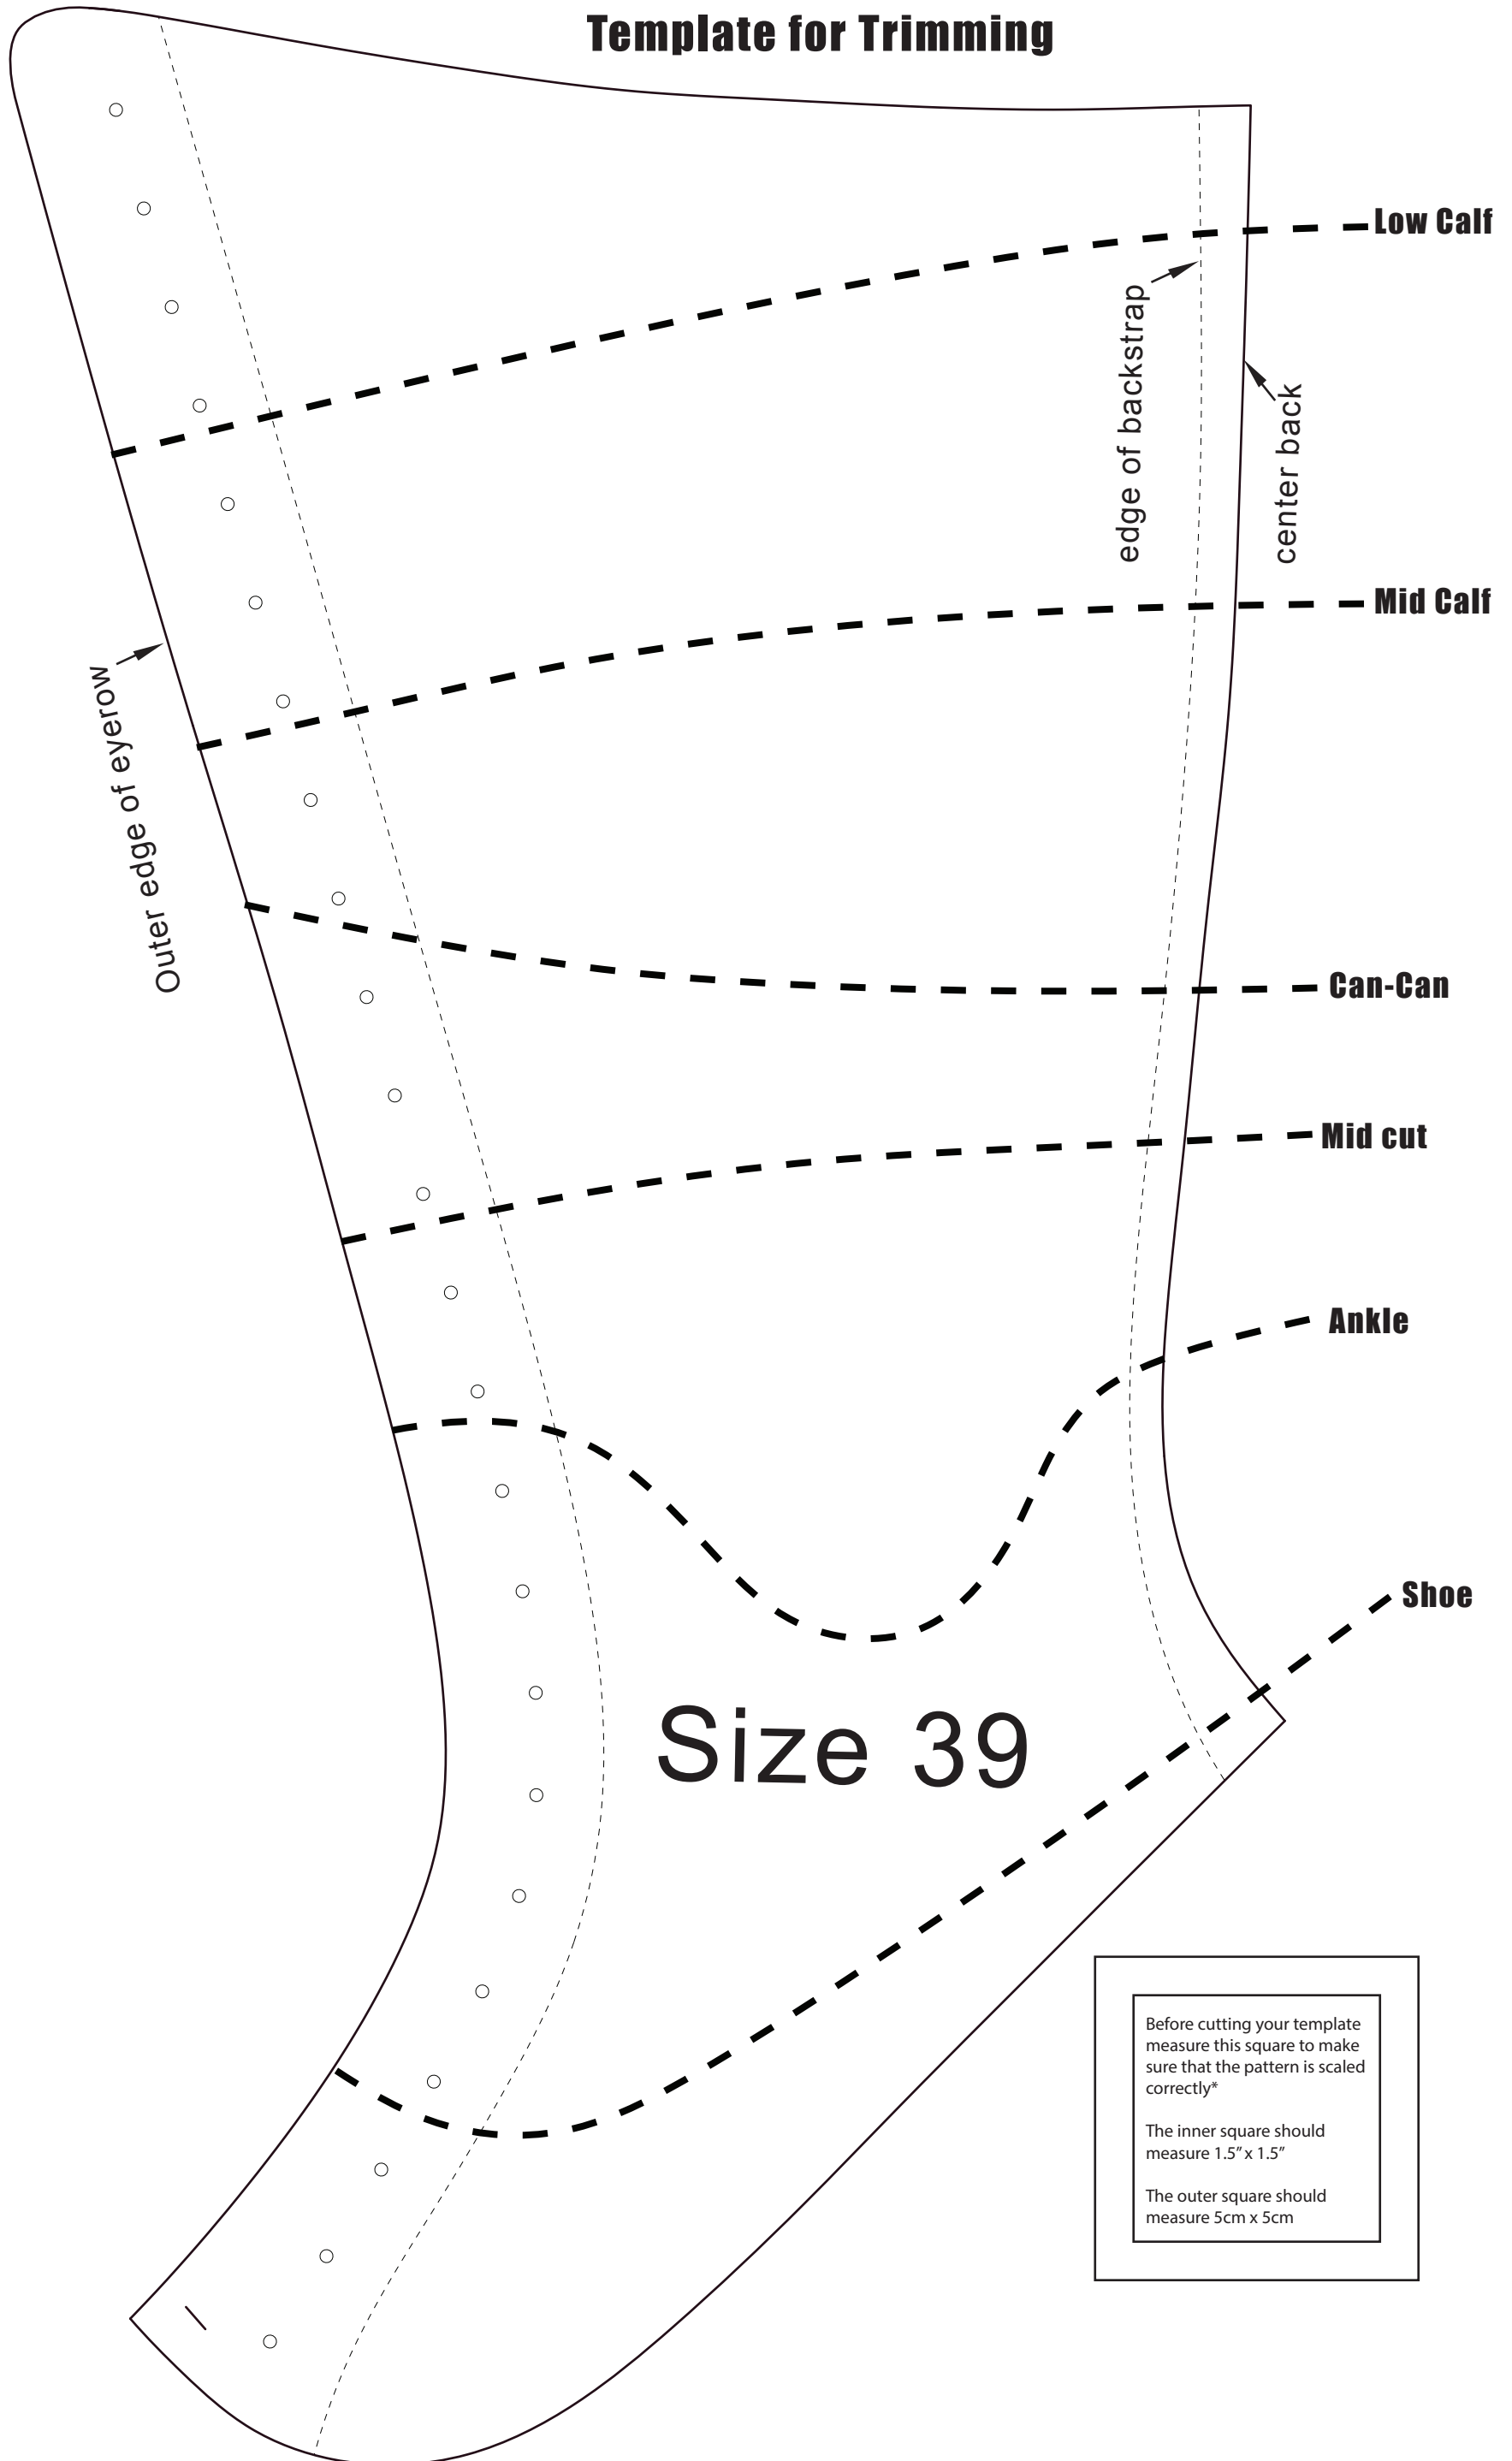 Template for Trimming
Low Calf
edge of backstrap
center back
Mid Calf
Outer edge of eyerow
Can-Can
Mid cut
Ankle
Shoe
Size 39
Before cutting your template
measure this square to make
sure that the pattern is scaled
correctly*
The inner square should
measure 1.5” x 1.5”
The outer square should
measure 5cm x 5cm